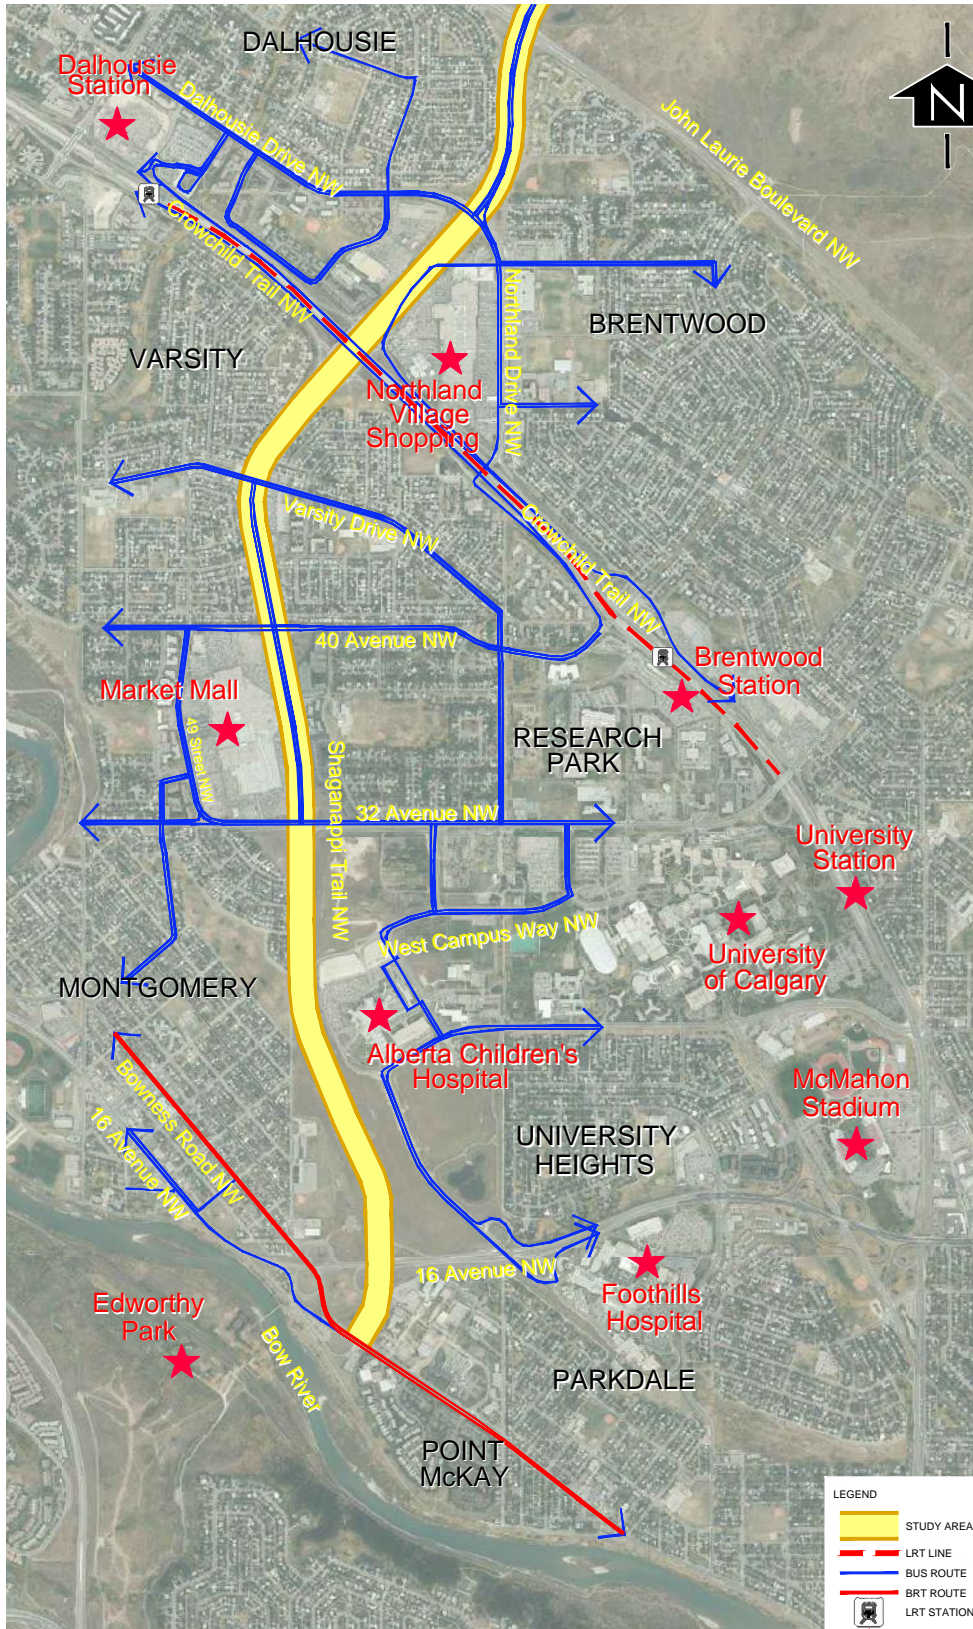 DALHOUSIE
Dalhousie
Station
Dalhousie Drive NW
John Laurie Boulevard NW
N
Crowchild Trail NW
Northland Drive NW
BRENTWOOD
VARSITY
Northland
Village
Shopping
Varsity Drive NW
Crowchild Trail NW
40 Avenue NW
Brentwood
Station
Market Mall
49 Street NW
Shaganappi Trail NW
RESEARCH
PARK
32 Avenue NW
University
Station
West Campus Way NW
University
of Calgary
MONTGOMERY
Alberta Children's
Hospital
Bowness Road NW
McMahon
Stadium
16 Avenue NW
UNIVERSITY
HEIGHTS
16 Avenue NW
Foothills
Hospital
Edworthy
Park
Bow River
PARKDALE
POINT
McKAY
LEGEND
STUDY AREA
LRT LINE
BUS ROUTE
BRT ROUTE
LRT STATION